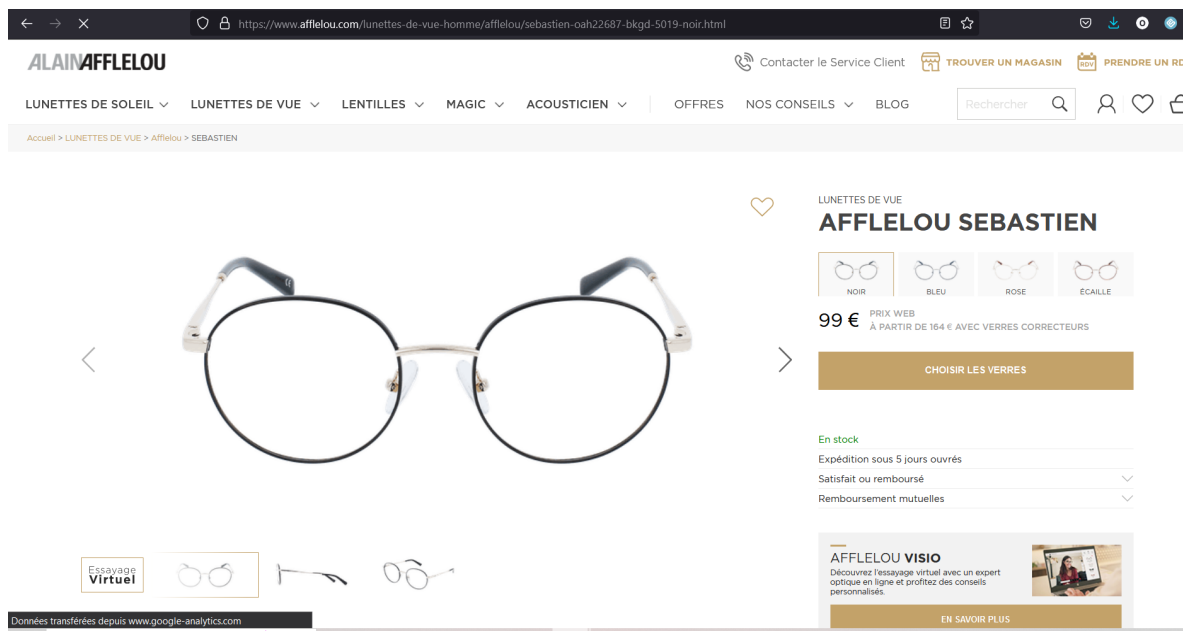 https://www.afflelou.com/lunettes-de-vue-homme/afflelou/sebastien-oah22687-bkgd-5019-noir.html
ALAINAFFLELOU
Contacter le Service Client
TROUVER UN MAGASIN
RDV
PRENDRE UN RD
LUNETTES DE SOLEIL
LUNETTES DE VUE
LENTILLES
MAGIC
ACOUSTICIEN
OFFRES
NOS CONSEILS
BLOG
Rechercher
Accueil > LUNETTES DE VUE > Afflelou > SEBASTIEN
LUNETTES DE VUE
AFFLELOU SEBASTIEN
NOIR
BLEU
ROSE
ÉCAILLE
99 €
PRIX WEB
À PARTIR DE 164 € AVEC VERRES CORRECTEURS
CHOISIR LES VERRES
En stock
Expédition sous 5 jours ouvrés
Satisfait ou remboursé
Remboursement mutuelles
Essayage
Virtuel
AFFLELOU VISIO
Découvrez l'essayage virtuel avec un expert
optique en ligne et profitez des conseils
personnalisés.
EN SAVOIR PLUS
Données transférées depuis www.google-analytics.com